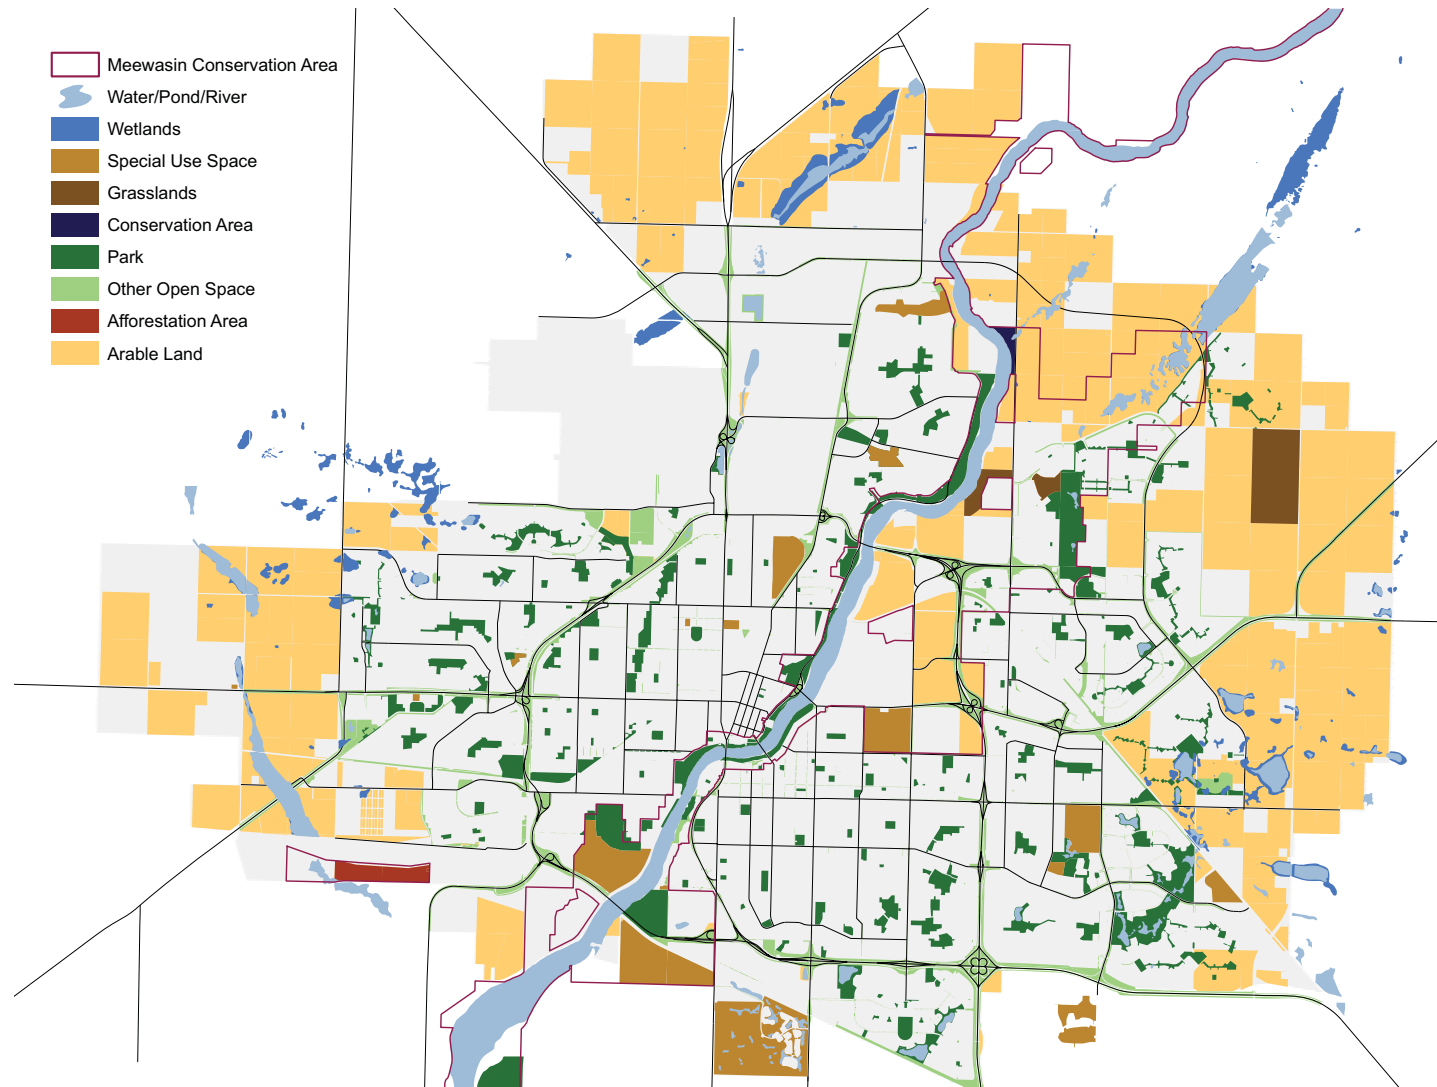 Meewasin Conservation Area
Water/Pond/River
Wetlands
Special Use Space
Grasslands
Conservation Area
Park
Other Open Space
Afforestation Area
Arable Land